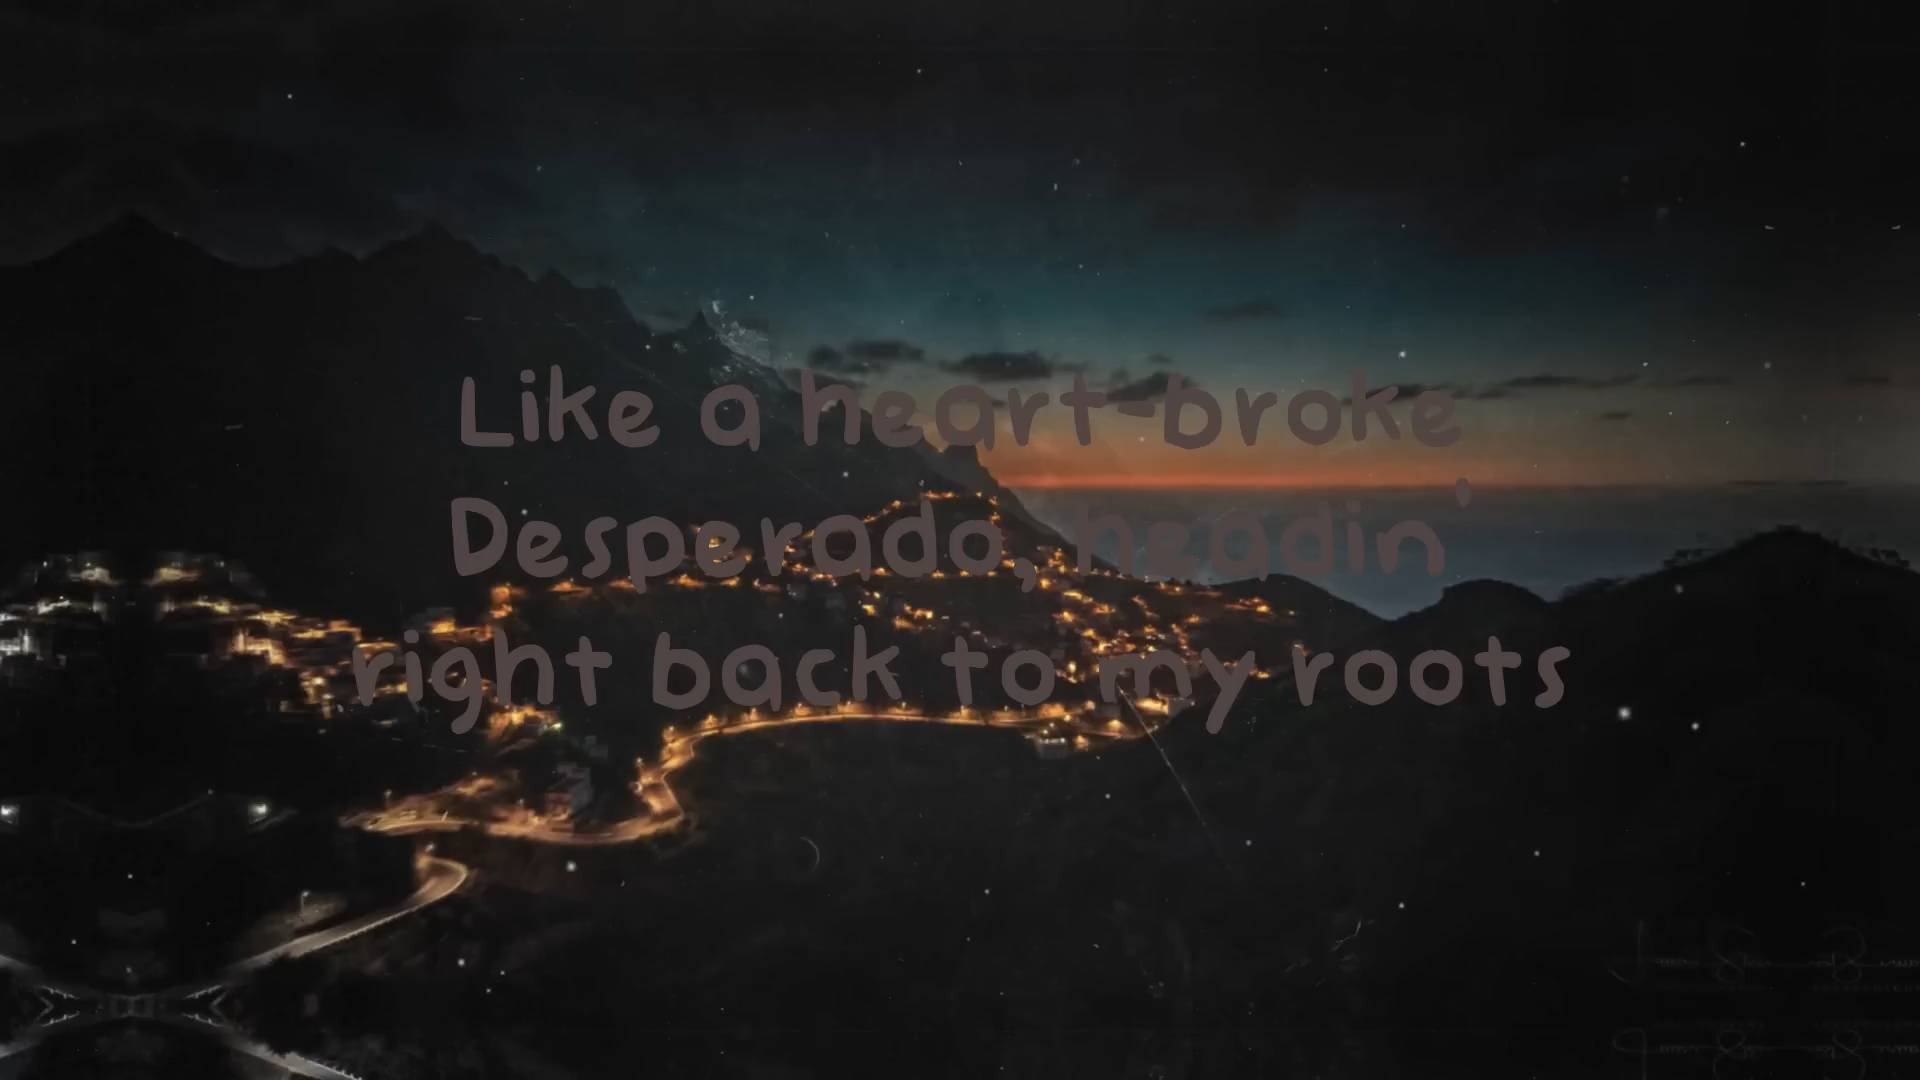 Like a heart-broke
Desperado, headin'
right back to my roots